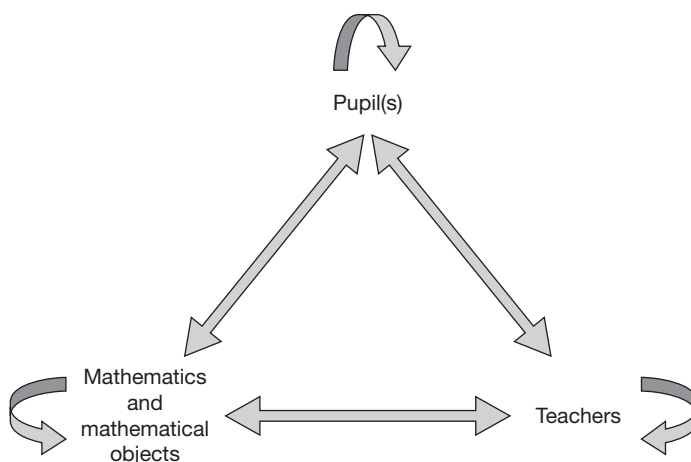 Pupil(s)
Mathematics
and
mathematical
objects
Teachers